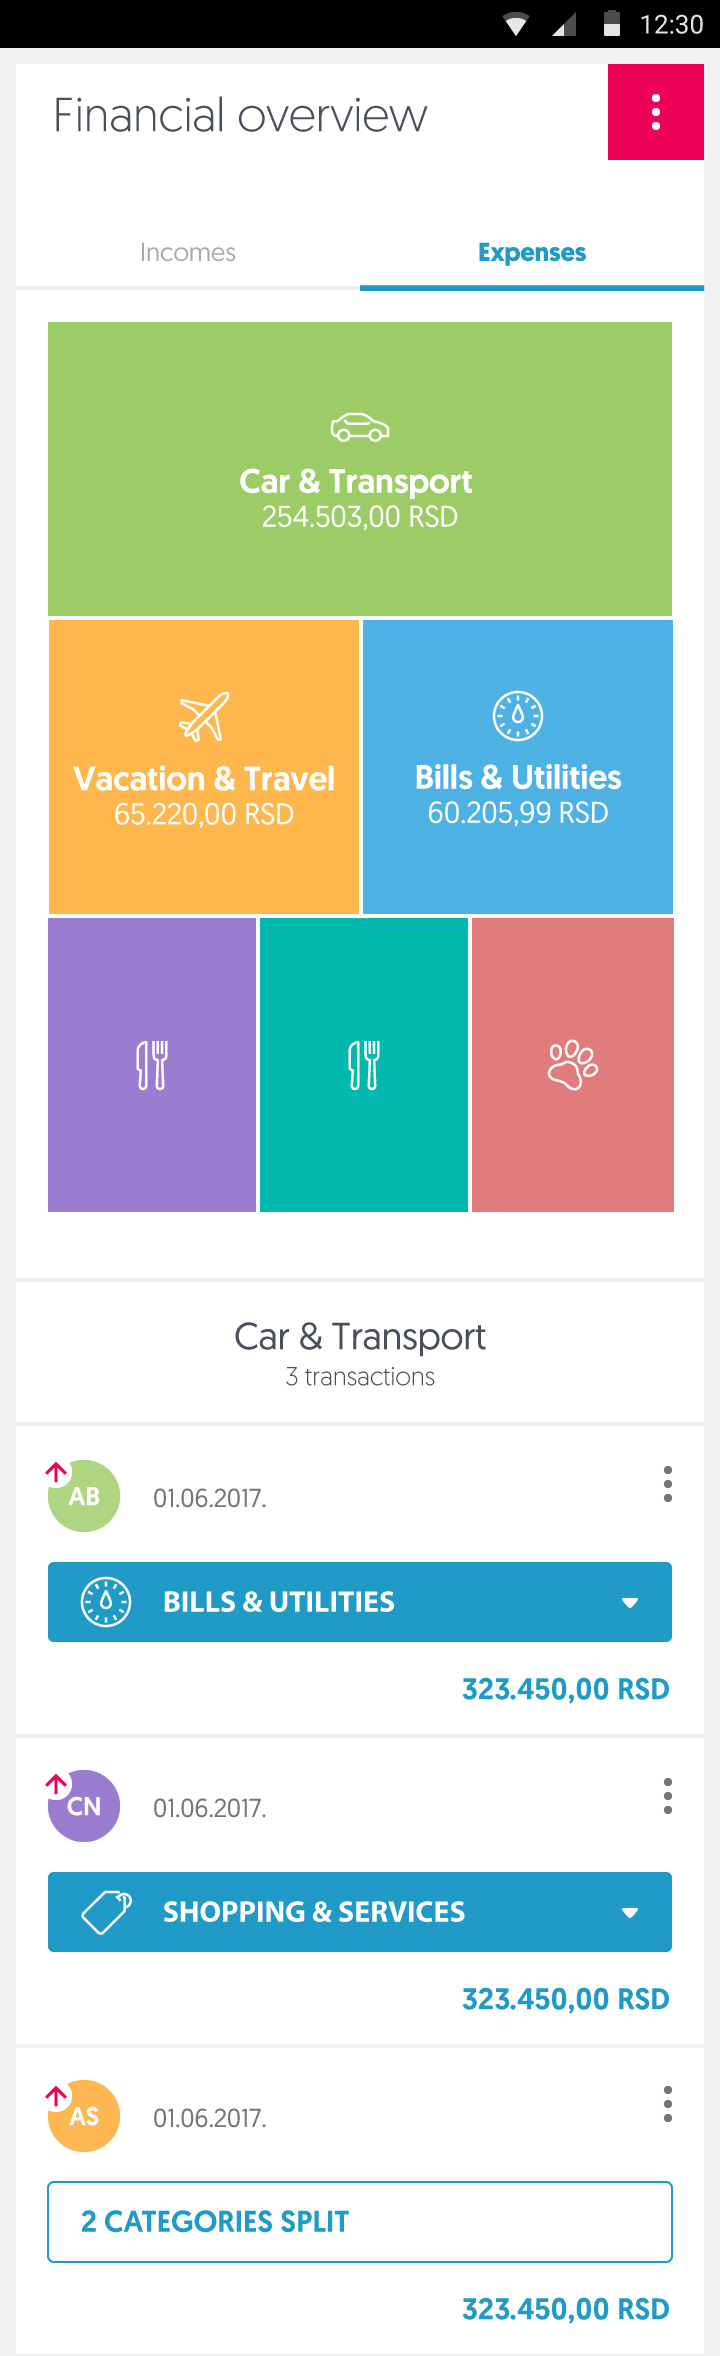 12:30
Financial overview
Incomes
Expenses
Car & Transport
254.503,00 RSD
Vacation & Travel
65.220,00 RSD
Bills & Utilities
60.205,99 RSD
Car & Transport
3 transactions
AB
01.06.2017.
BILLS & UTILITIES
323.450,00 RSD
CN
01.06.2017.
SHOPPING & SERVICES
323.450,00 RSD
AS
01.06.2017.
2 CATEGORIES SPLIT
323.450,00 RSD